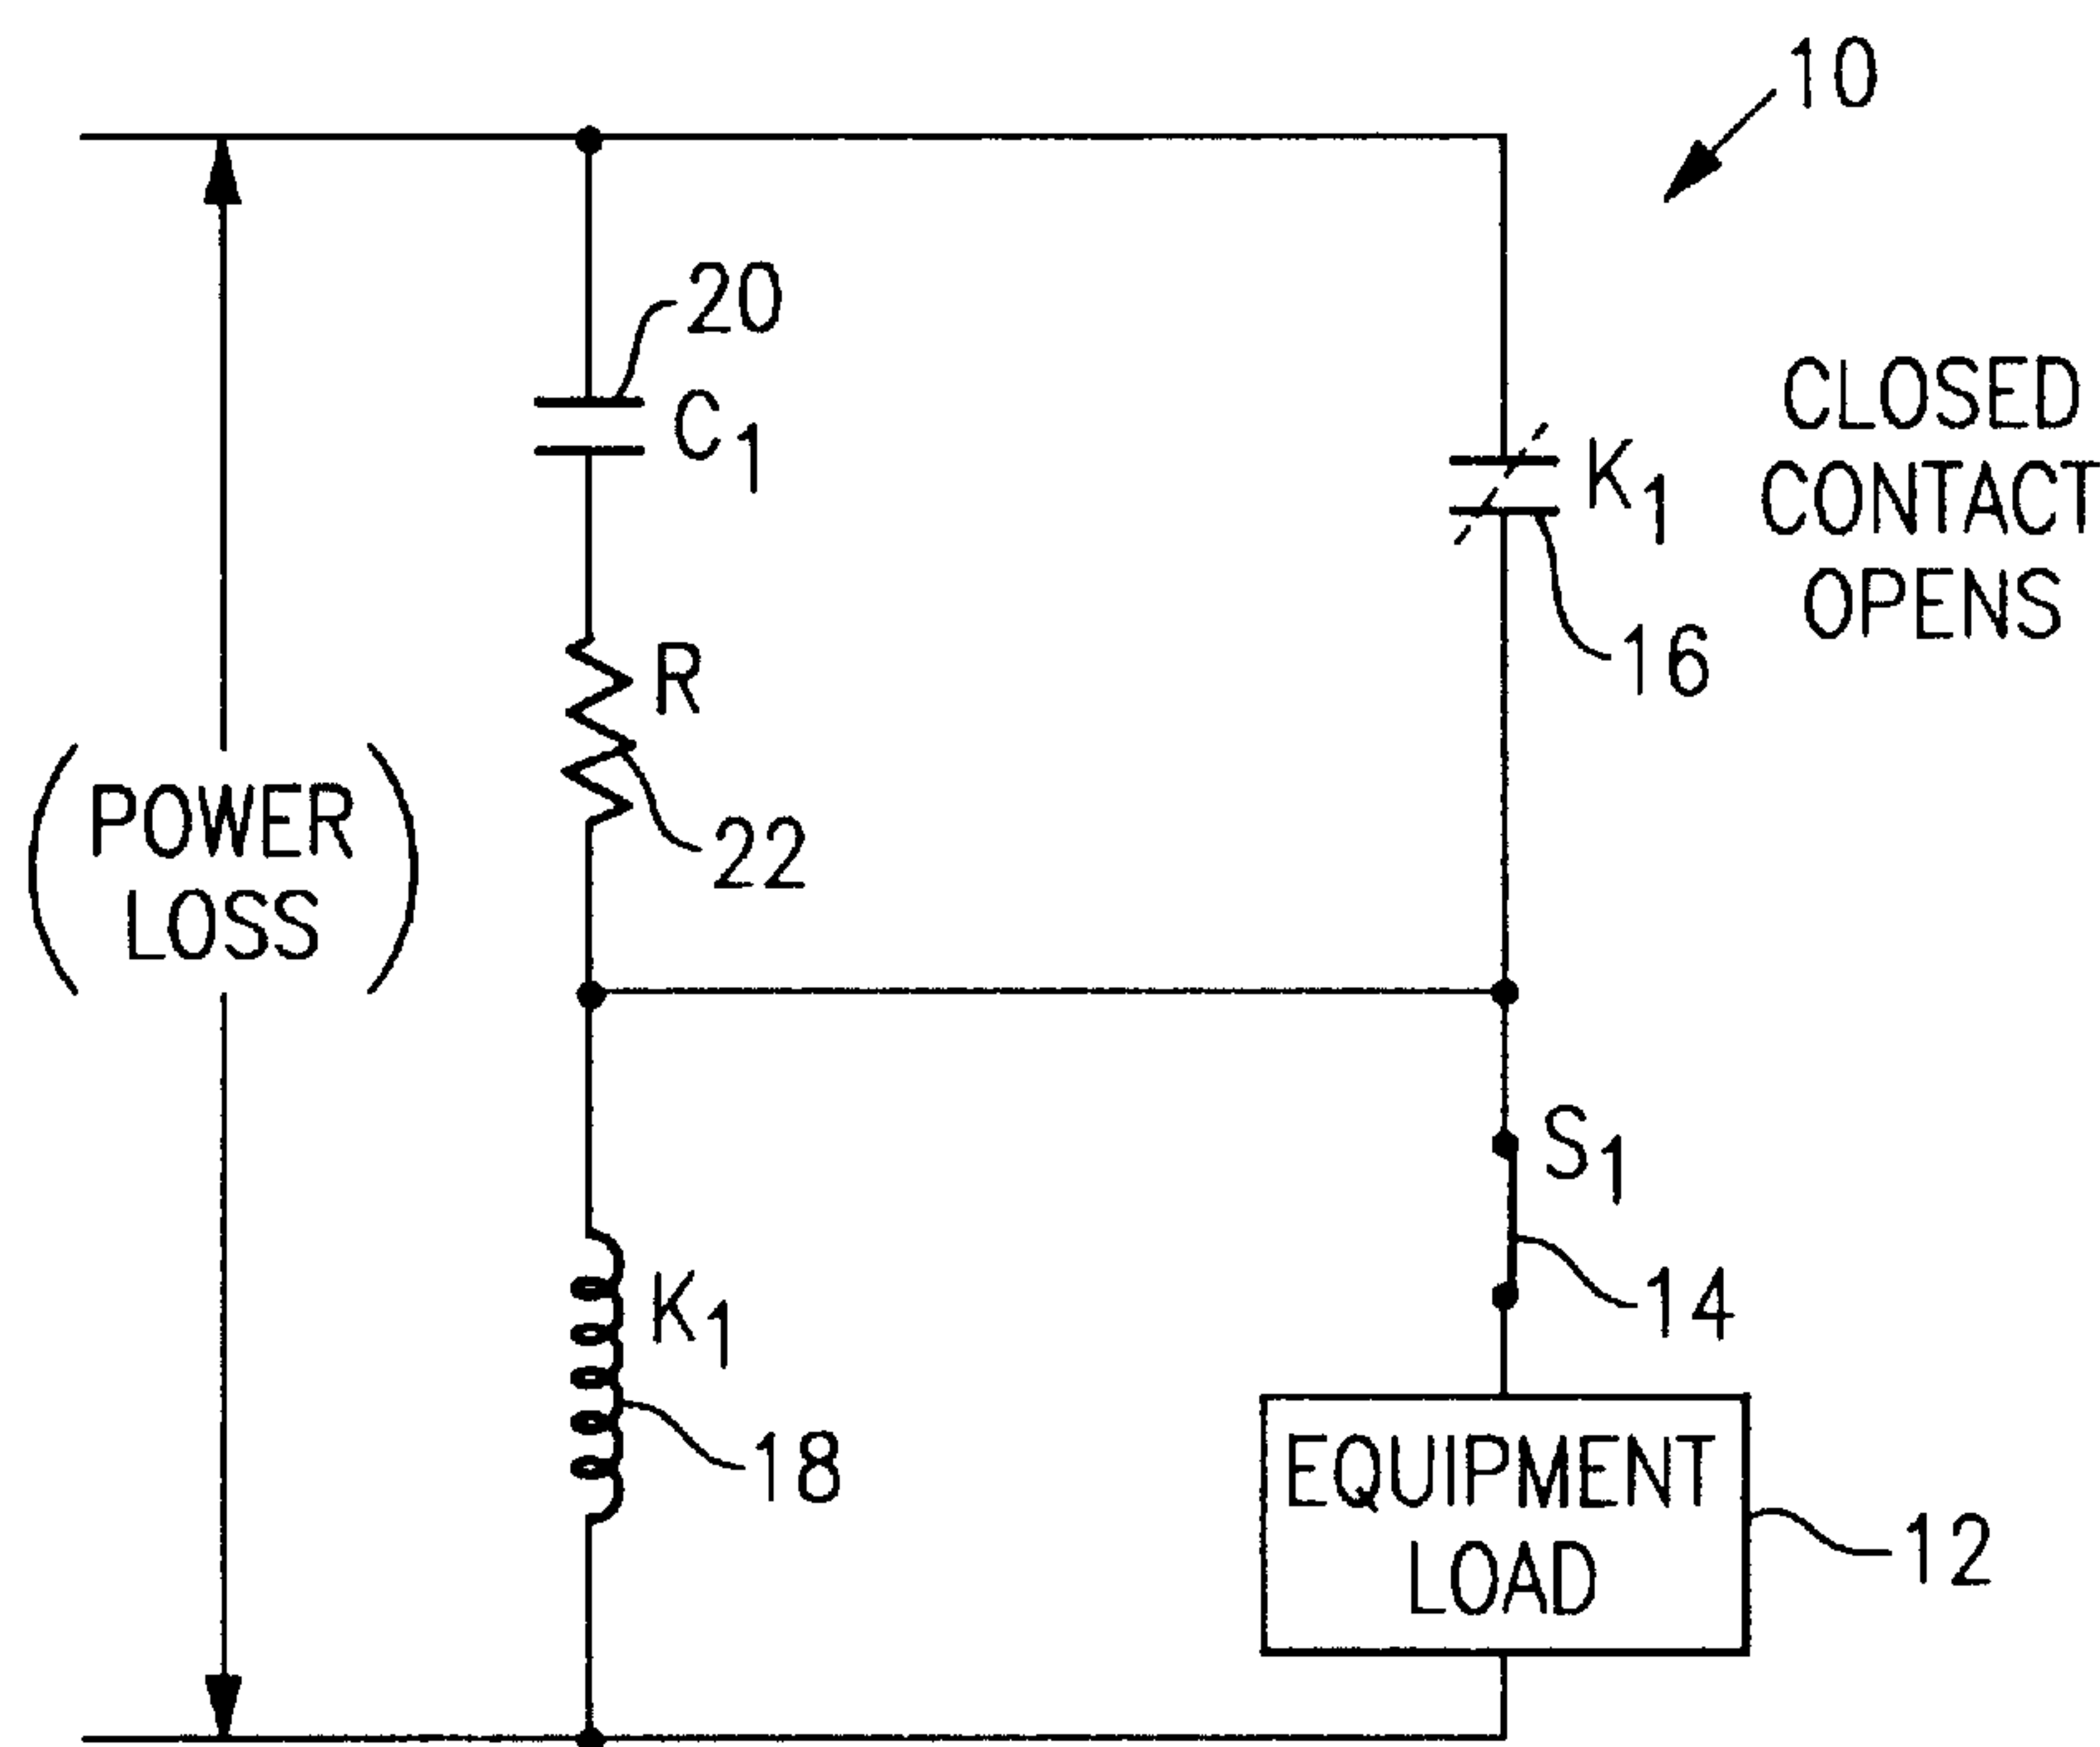 10
20
C1
CLOSED
CONTACT
OPENS
K1
16
R
22
(POWER
LOSS)
S1
14
K1
18
EQUIPMENT
LOAD
12